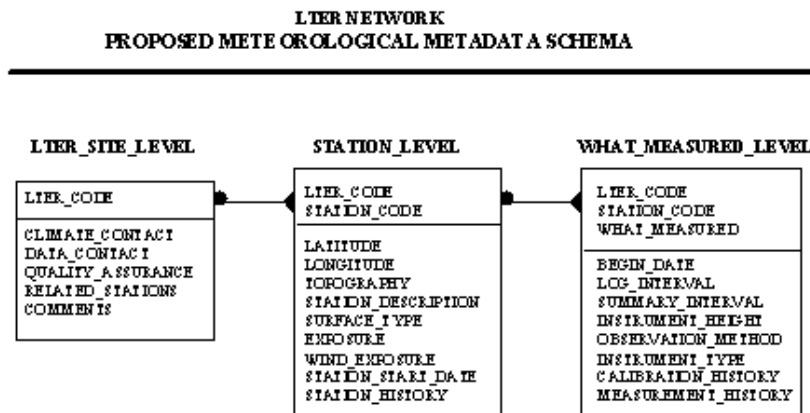 LTER NETWORK
PROPOSED METEOROLOGICAL METADATA SCHEMA
LTER_SITE_LEVEL
LTER_CODE
CLIMATE_CONTACT
DATA_CONTACT
QUALITY_ASSURANCE
RELATED_STATIONS
COMMENTS
STATION_LEVEL
LTER_CODE
STATION_CODE
LATITUDE
LONGITUDE
TOPOGRAPHY
STATION_DESCRIPTION
SURFACE_TYPE
EXPOSURE
WIND_EXPOSURE
STATION_START_DATE
STATION_HISTORY
WHAT_MEASURED_LEVEL
LTER_CODE
STATION_CODE
WHAT_MEASURED
BEGIN_DATE
LOG_INTERVAL
SUMMARY_INTERVAL
INSTRUMENT_HEIGHT
OBSERVATION_METHOD
INSTRUMENT_TYPE
CALIBRATION_HISTORY
MEASUREMENT_HISTORY